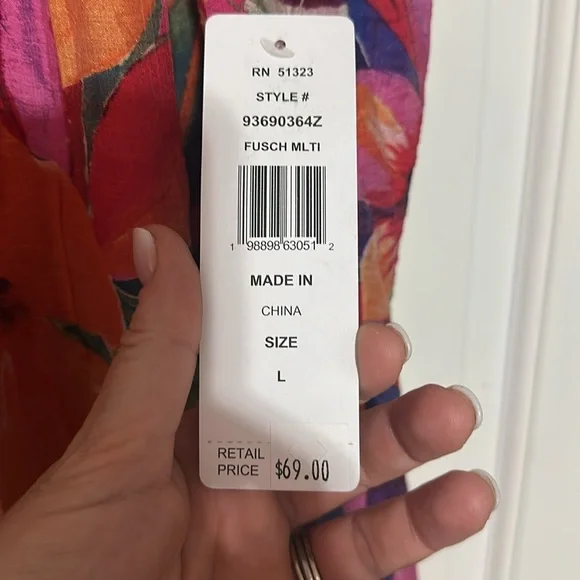 RN 51323
STYLE #
93690364Z
FUSCH MLTI
1 98898 63051 2
MADE IN
CHINA
SIZE
L
RETAIL
PRICE $69.00